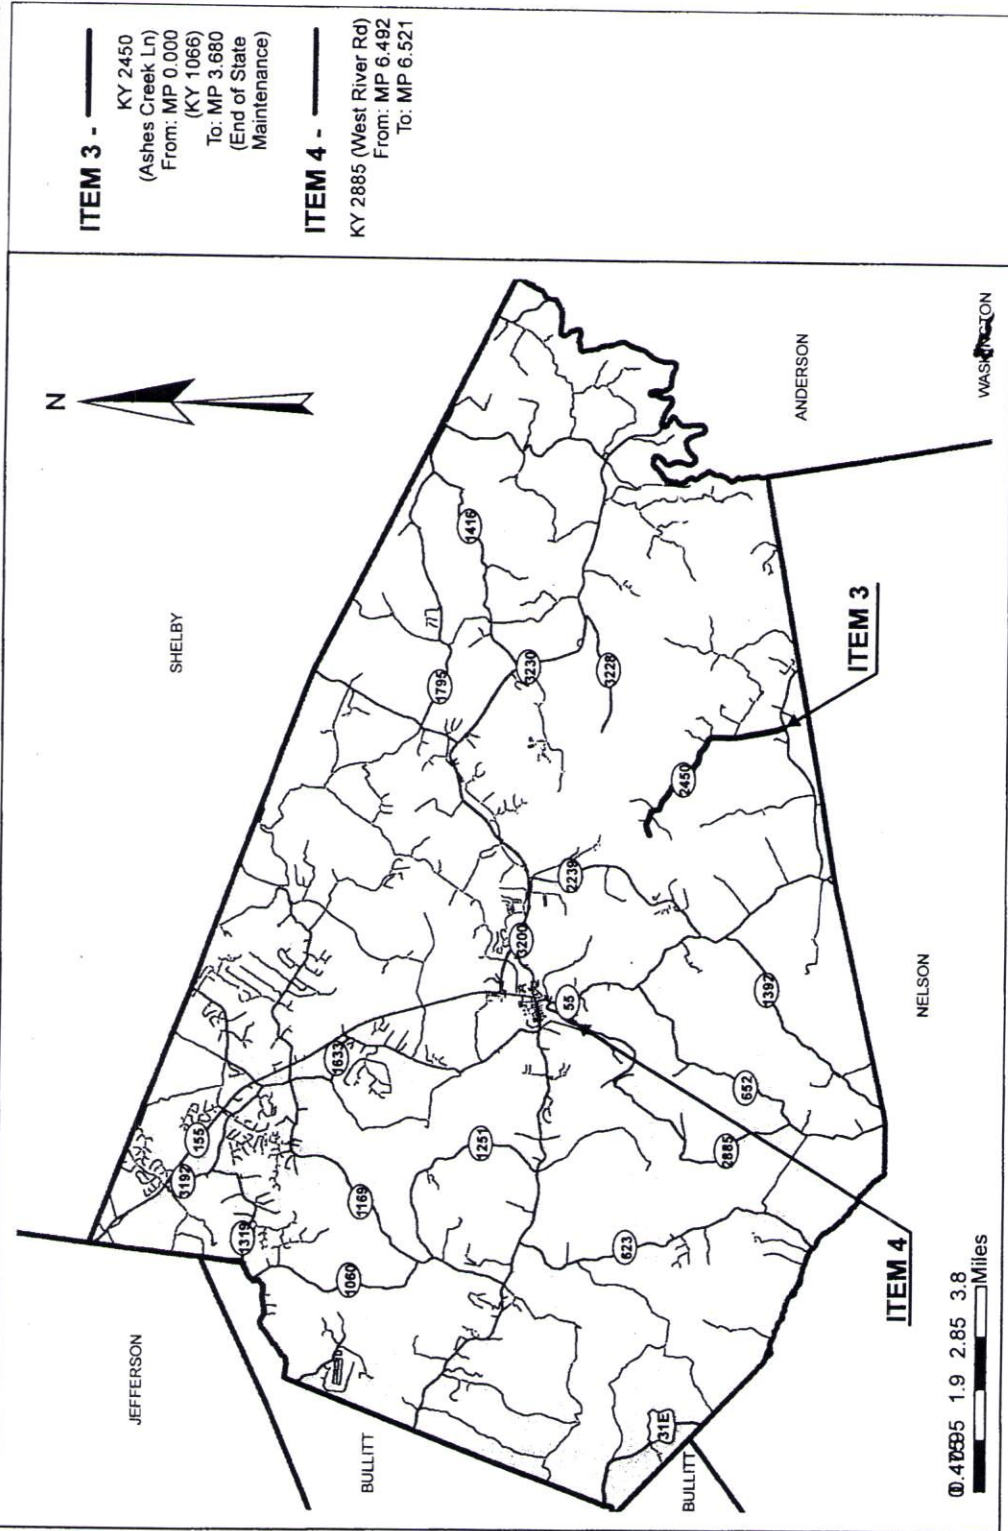 ITEM 3 -
KY 2450
(Ashes Creek Ln)
From: MP 0.000
(KY 1066)
To: MP 3.680
(End of State
Maintenance)
ITEM 4 -
KY 2885 (West River Rd)
From: MP 6.492
To: MP 6.521
N
JEFFERSON
SHELBY
BULLITT
BULLITT
NELSON
ANDERSON
WASHINGTON
3192
155
1319
1633
1169
1060
1251
1416
1795
3230
3228
3200
2239
55
2450
1392
652
2885
623
31E
ITEM 3
ITEM 4
1.9 2.85 3.8
Miles